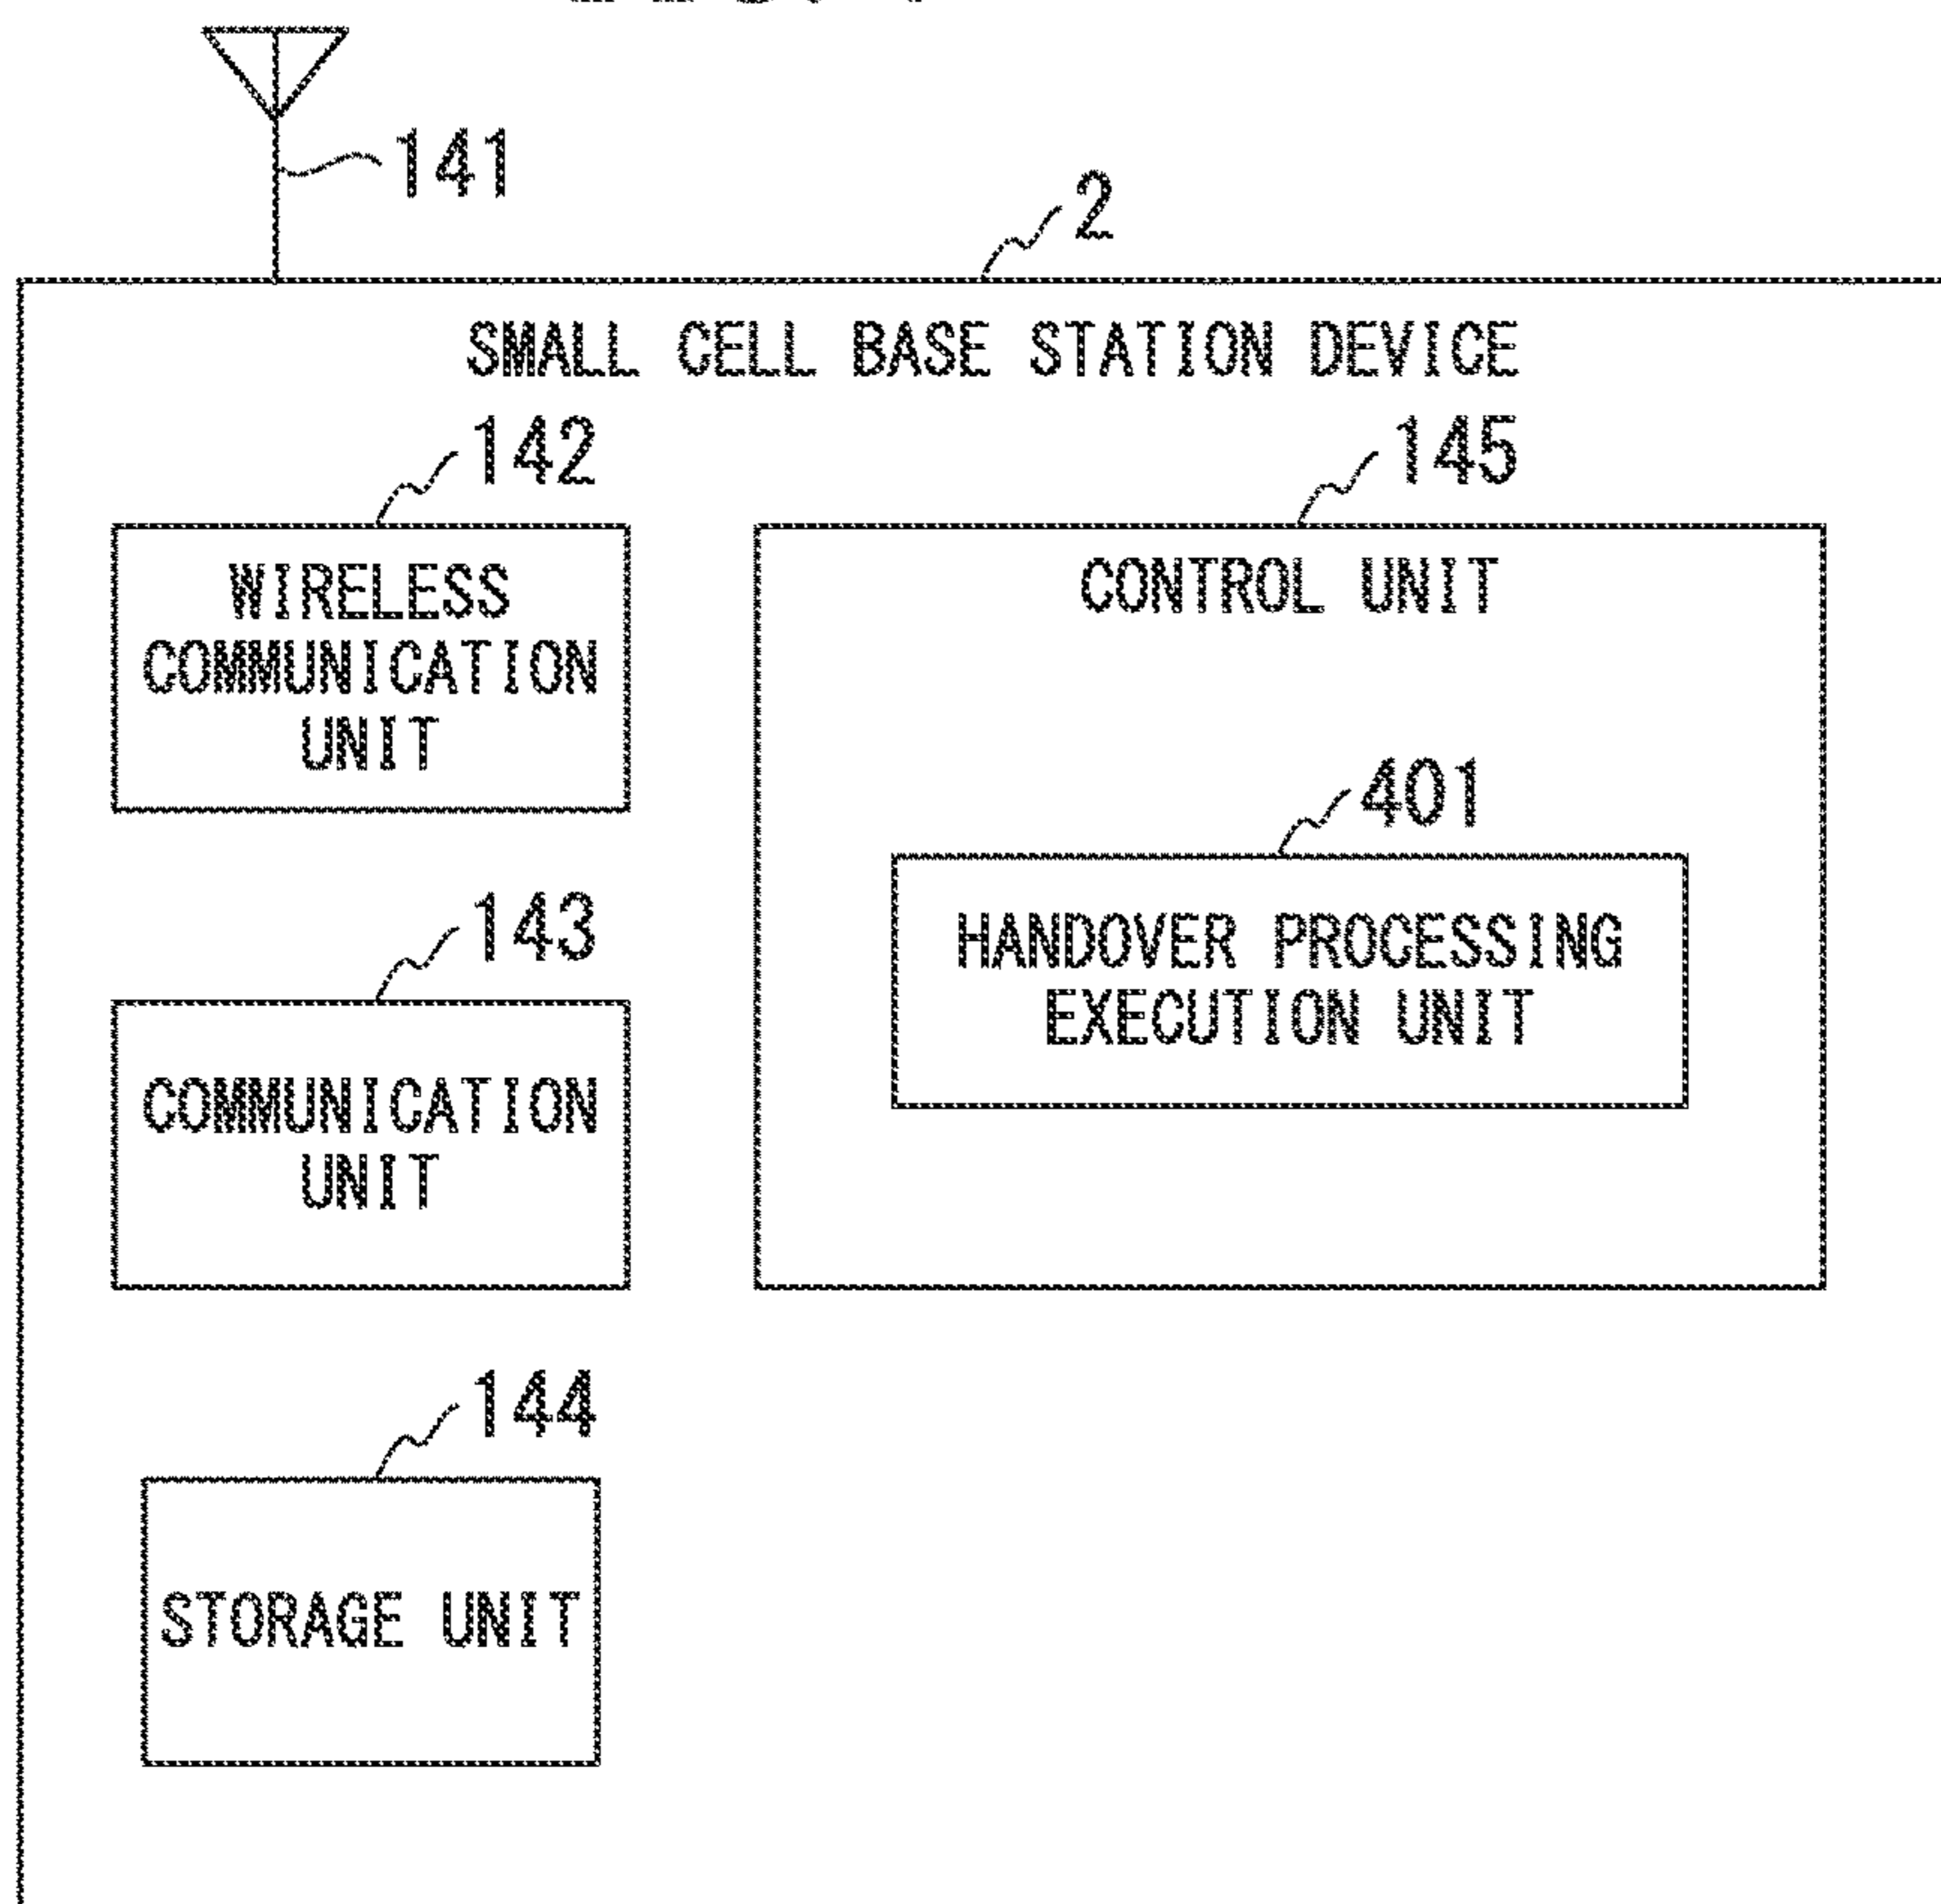 141
2
SMALL CELL BASE STATION DEVICE
142
WIRELESS
COMMUNICATION
UNIT
145
CONTROL UNIT
401
HANDOVER PROCESSING
EXECUTION UNIT
143
COMMUNICATION
UNIT
144
STORAGE UNIT